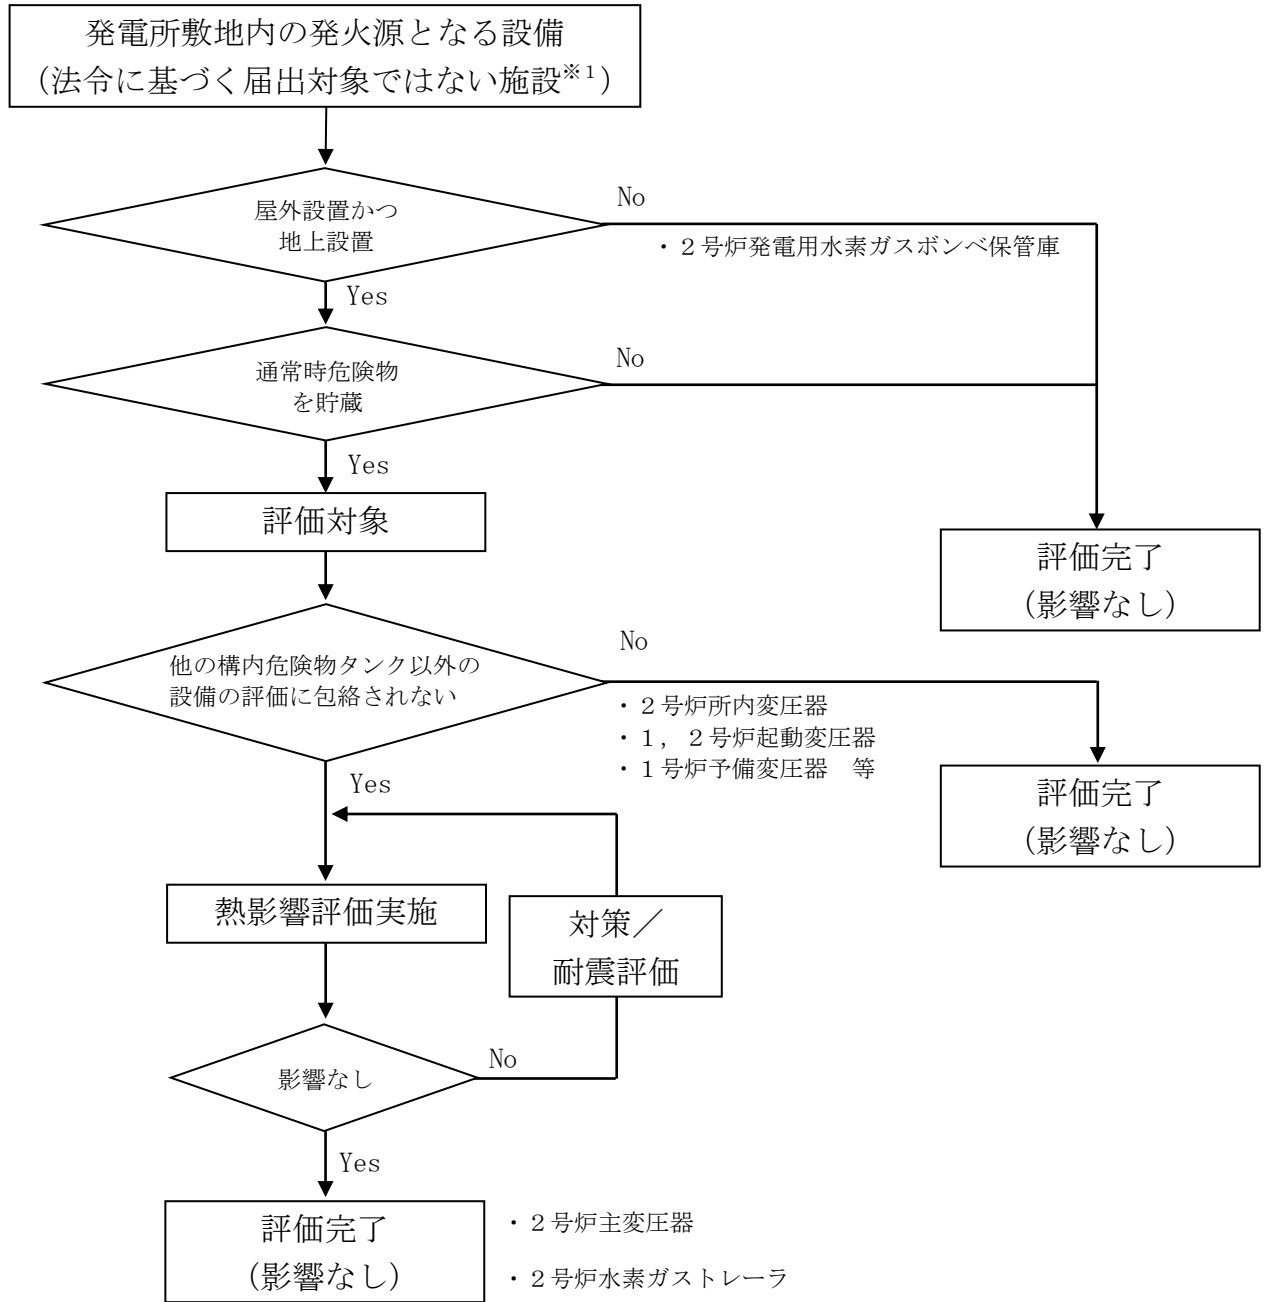 発電所敷地内の発火源となる設備
（法令に基づく届出対象ではない施設※1）
屋外設置かつ
地上設置
No
・２号炉発電用水素ガスボンベ保管庫
Yes
通常時危険物
を貯蔵
No
Yes
評価対象
評価完了
（影響なし）
他の構内危険物タンク以外の
設備の評価に包絡されない
No
・２号炉所内変圧器
・１，２号炉起動変圧器
・１号炉予備変圧器　等
Yes
評価完了
（影響なし）
熱影響評価実施
対策／
耐震評価
影響なし
No
Yes
評価完了
（影響なし）
・２号炉主変圧器
・２号炉水素ガストレーラ